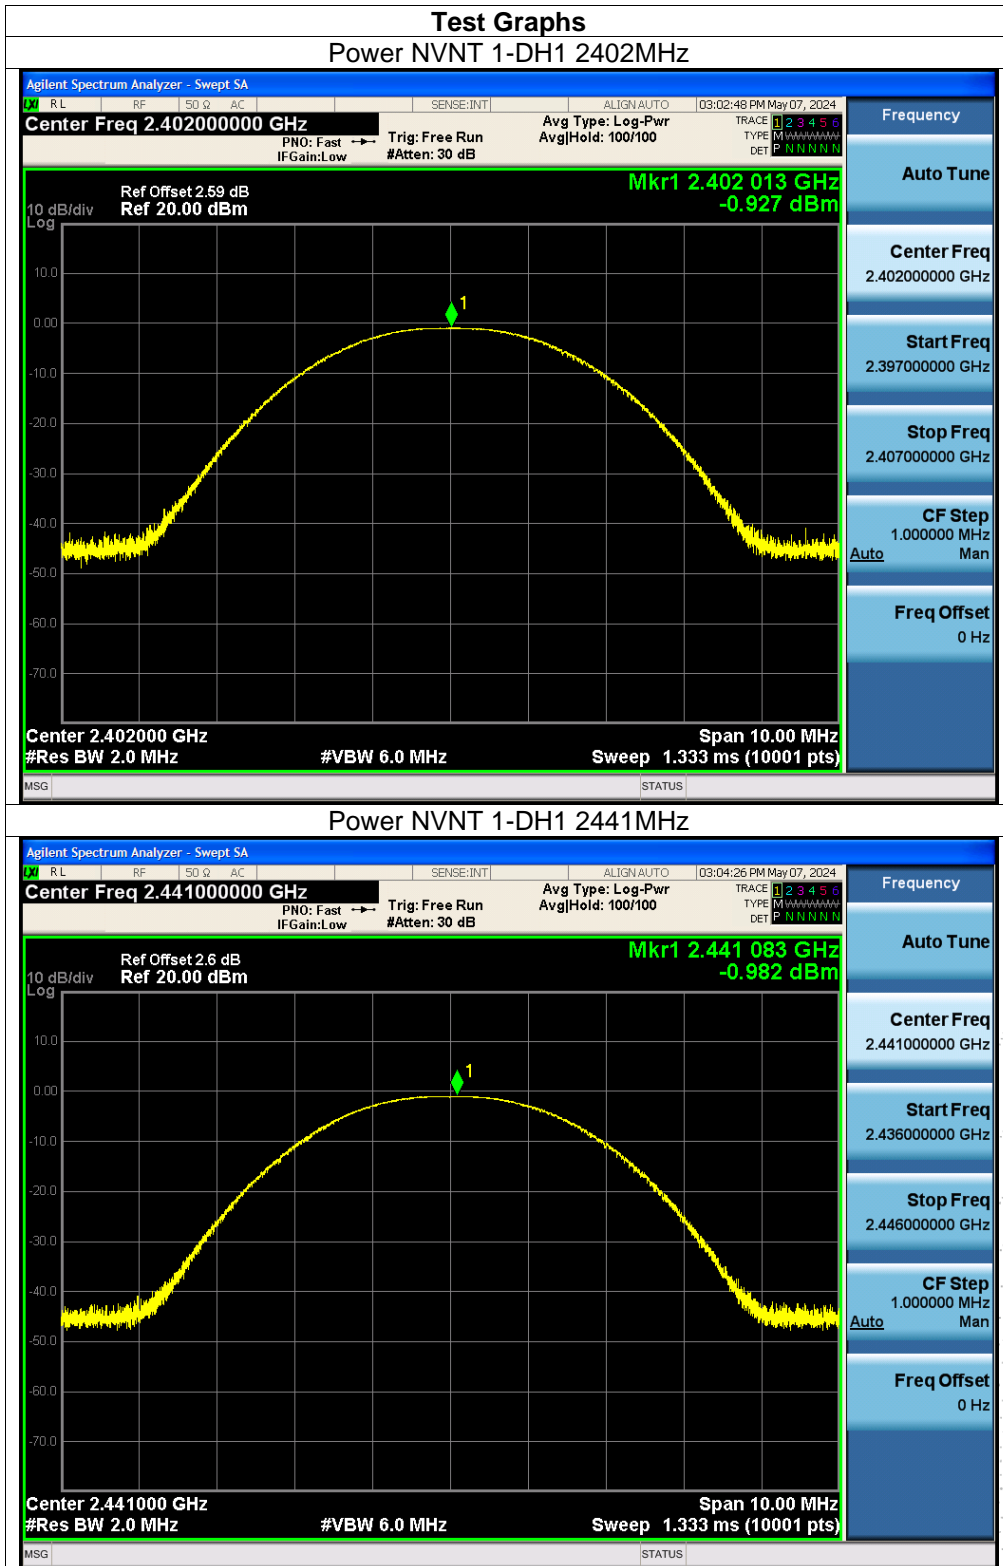 Test Graphs
Power NVNT 1-DH1 2402MHz
Agilent Spectrum Analyzer - Swept SA
LXI RL RF 50 Ω AC SENSE:INT ALIGN AUTO 03:02:48 PM May 07, 2024
Center Freq 2.402000000 GHz
PNO: Fast
IFGain:Low
Trig: Free Run
#Atten: 30 dB
Avg Type: Log-Pwr
Avg|Hold: 100/100
TRACE 1 2 3 4 5 6
TYPE M WWWWW
DET P N N N N N
Ref Offset 2.59 dB
10 dB/div Ref 20.00 dBm
Log
Mkr1 2.402 013 GHz
-0.927 dBm
1
10.0
0.00
-10.0
-20.0
-30.0
-40.0
-50.0
-60.0
-70.0
Center 2.402000 GHz Span 10.00 MHz
#Res BW 2.0 MHz #VBW 6.0 MHz Sweep 1.333 ms (10001 pts)
MSG STATUS
Frequency
Auto Tune
Center Freq
2.402000000 GHz
Start Freq
2.397000000 GHz
Stop Freq
2.407000000 GHz
CF Step
1.000000 MHz
Auto Man
Freq Offset
0 Hz
Power NVNT 1-DH1 2441MHz
Agilent Spectrum Analyzer - Swept SA
LXI RL RF 50 Ω AC SENSE:INT ALIGN AUTO 03:04:26 PM May 07, 2024
Center Freq 2.441000000 GHz
PNO: Fast
IFGain:Low
Trig: Free Run
#Atten: 30 dB
Avg Type: Log-Pwr
Avg|Hold: 100/100
TRACE 1 2 3 4 5 6
TYPE M WWWWW
DET P N N N N N
Ref Offset 2.6 dB
10 dB/div Ref 20.00 dBm
Log
Mkr1 2.441 083 GHz
-0.982 dBm
1
10.0
0.00
-10.0
-20.0
-30.0
-40.0
-50.0
-60.0
-70.0
Center 2.441000 GHz Span 10.00 MHz
#Res BW 2.0 MHz #VBW 6.0 MHz Sweep 1.333 ms (10001 pts)
MSG STATUS
Frequency
Auto Tune
Center Freq
2.441000000 GHz
Start Freq
2.436000000 GHz
Stop Freq
2.446000000 GHz
CF Step
1.000000 MHz
Auto Man
Freq Offset
0 Hz